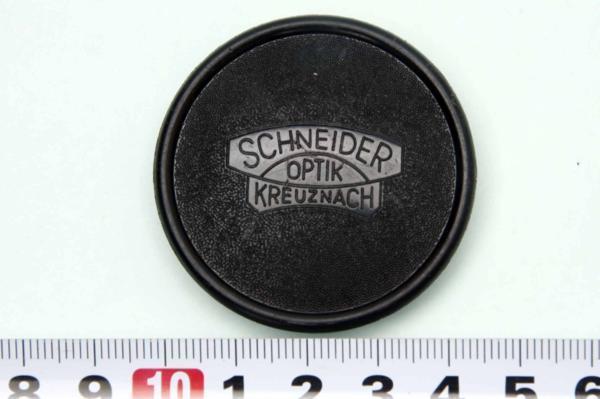 SCHNEIDER
OPTIK
KREUZNACH
8 9 10 1 2 3 4 5 6